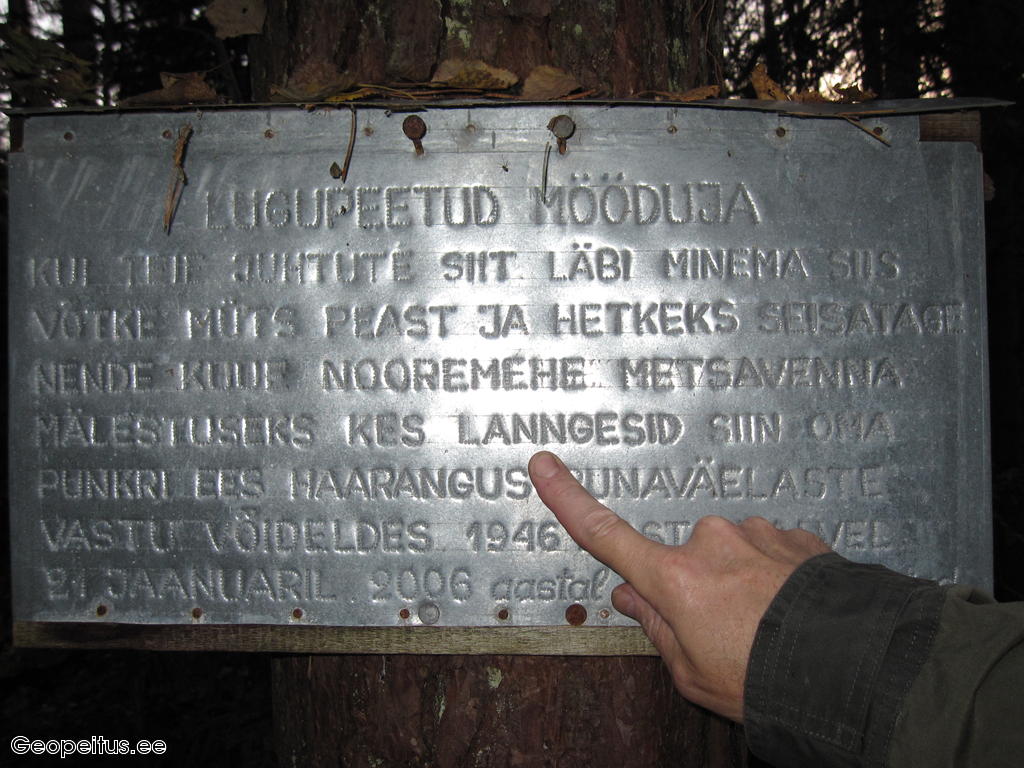 LUGUPEETUD MÖÖDUJA
KUI TEIE JUHTUTE SIIT LÄBI MINEMA SIIS
VÕTKE MÜTS PEAST JA HETKEKS SEISATAGE
NENDE KUUE NOOREMEHE METSAVENNA
MÄLESTUSEKS KES LANNGESID SIIN OMA
PUNKRI EES HAARANGUS PUNAVÄELASTE
VASTU VÕIDELDES 1946
21 JAANUARIL 2006 aastal
Geopeitus.ee